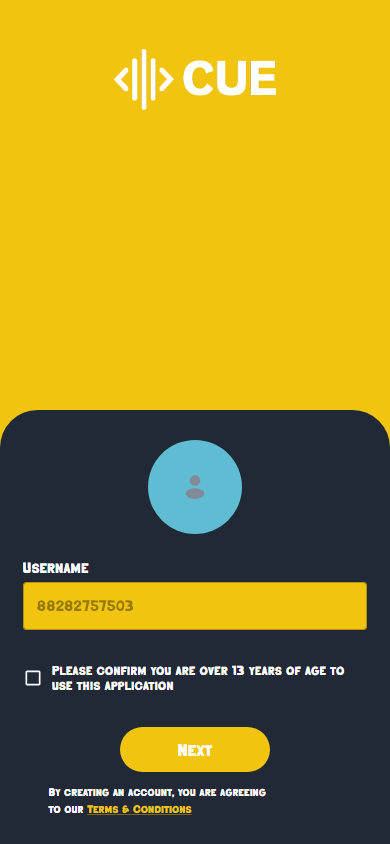 CUE
Username
88282757503
Please confirm you are over 13 years of age to
use this application
Next
By creating an account, you are agreeing
to our Terms & Conditions